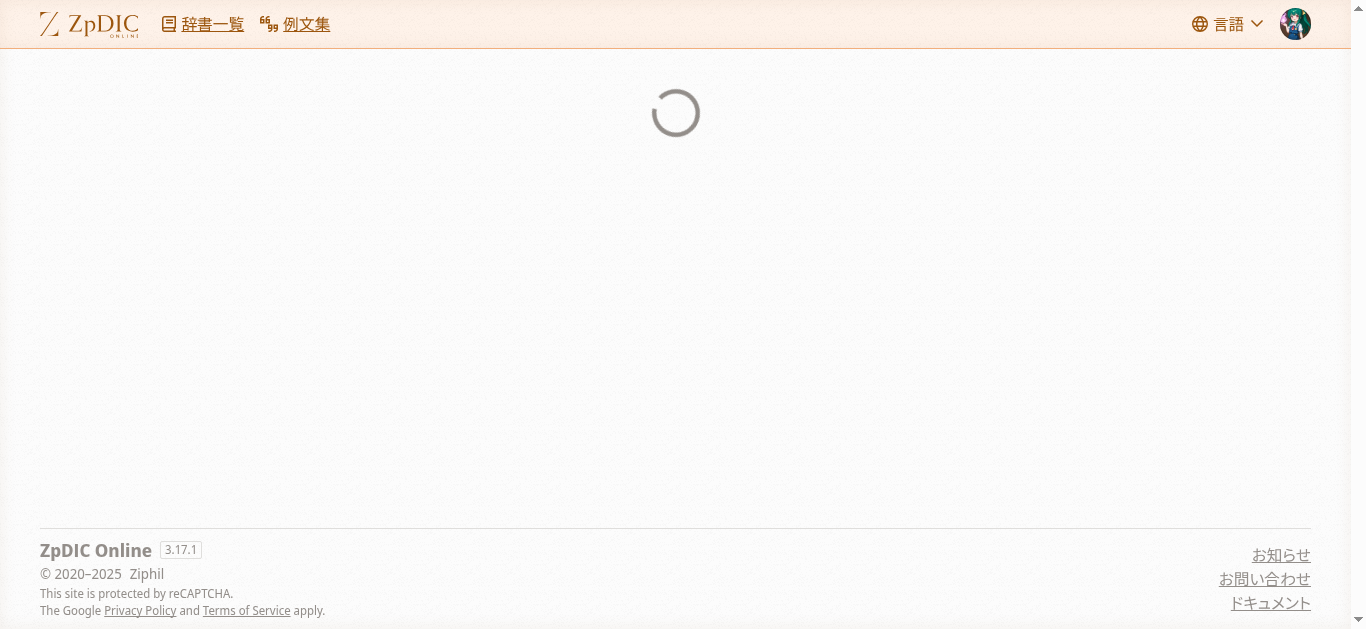 ZpDIC ONLINE 辞書一覧 例文集 言語
ZpDIC Online 3.17.1
© 2020–2025 Ziphil
This site is protected by reCAPTCHA.
The Google Privacy Policy and Terms of Service apply.
お知らせ
お問い合わせ
ドキュメント